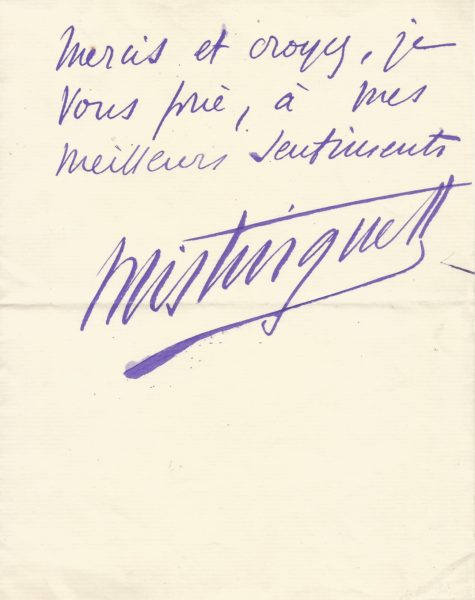 Mercis et croyez, je
vous prie, à mes
meilleurs sentiments
Mistinguett